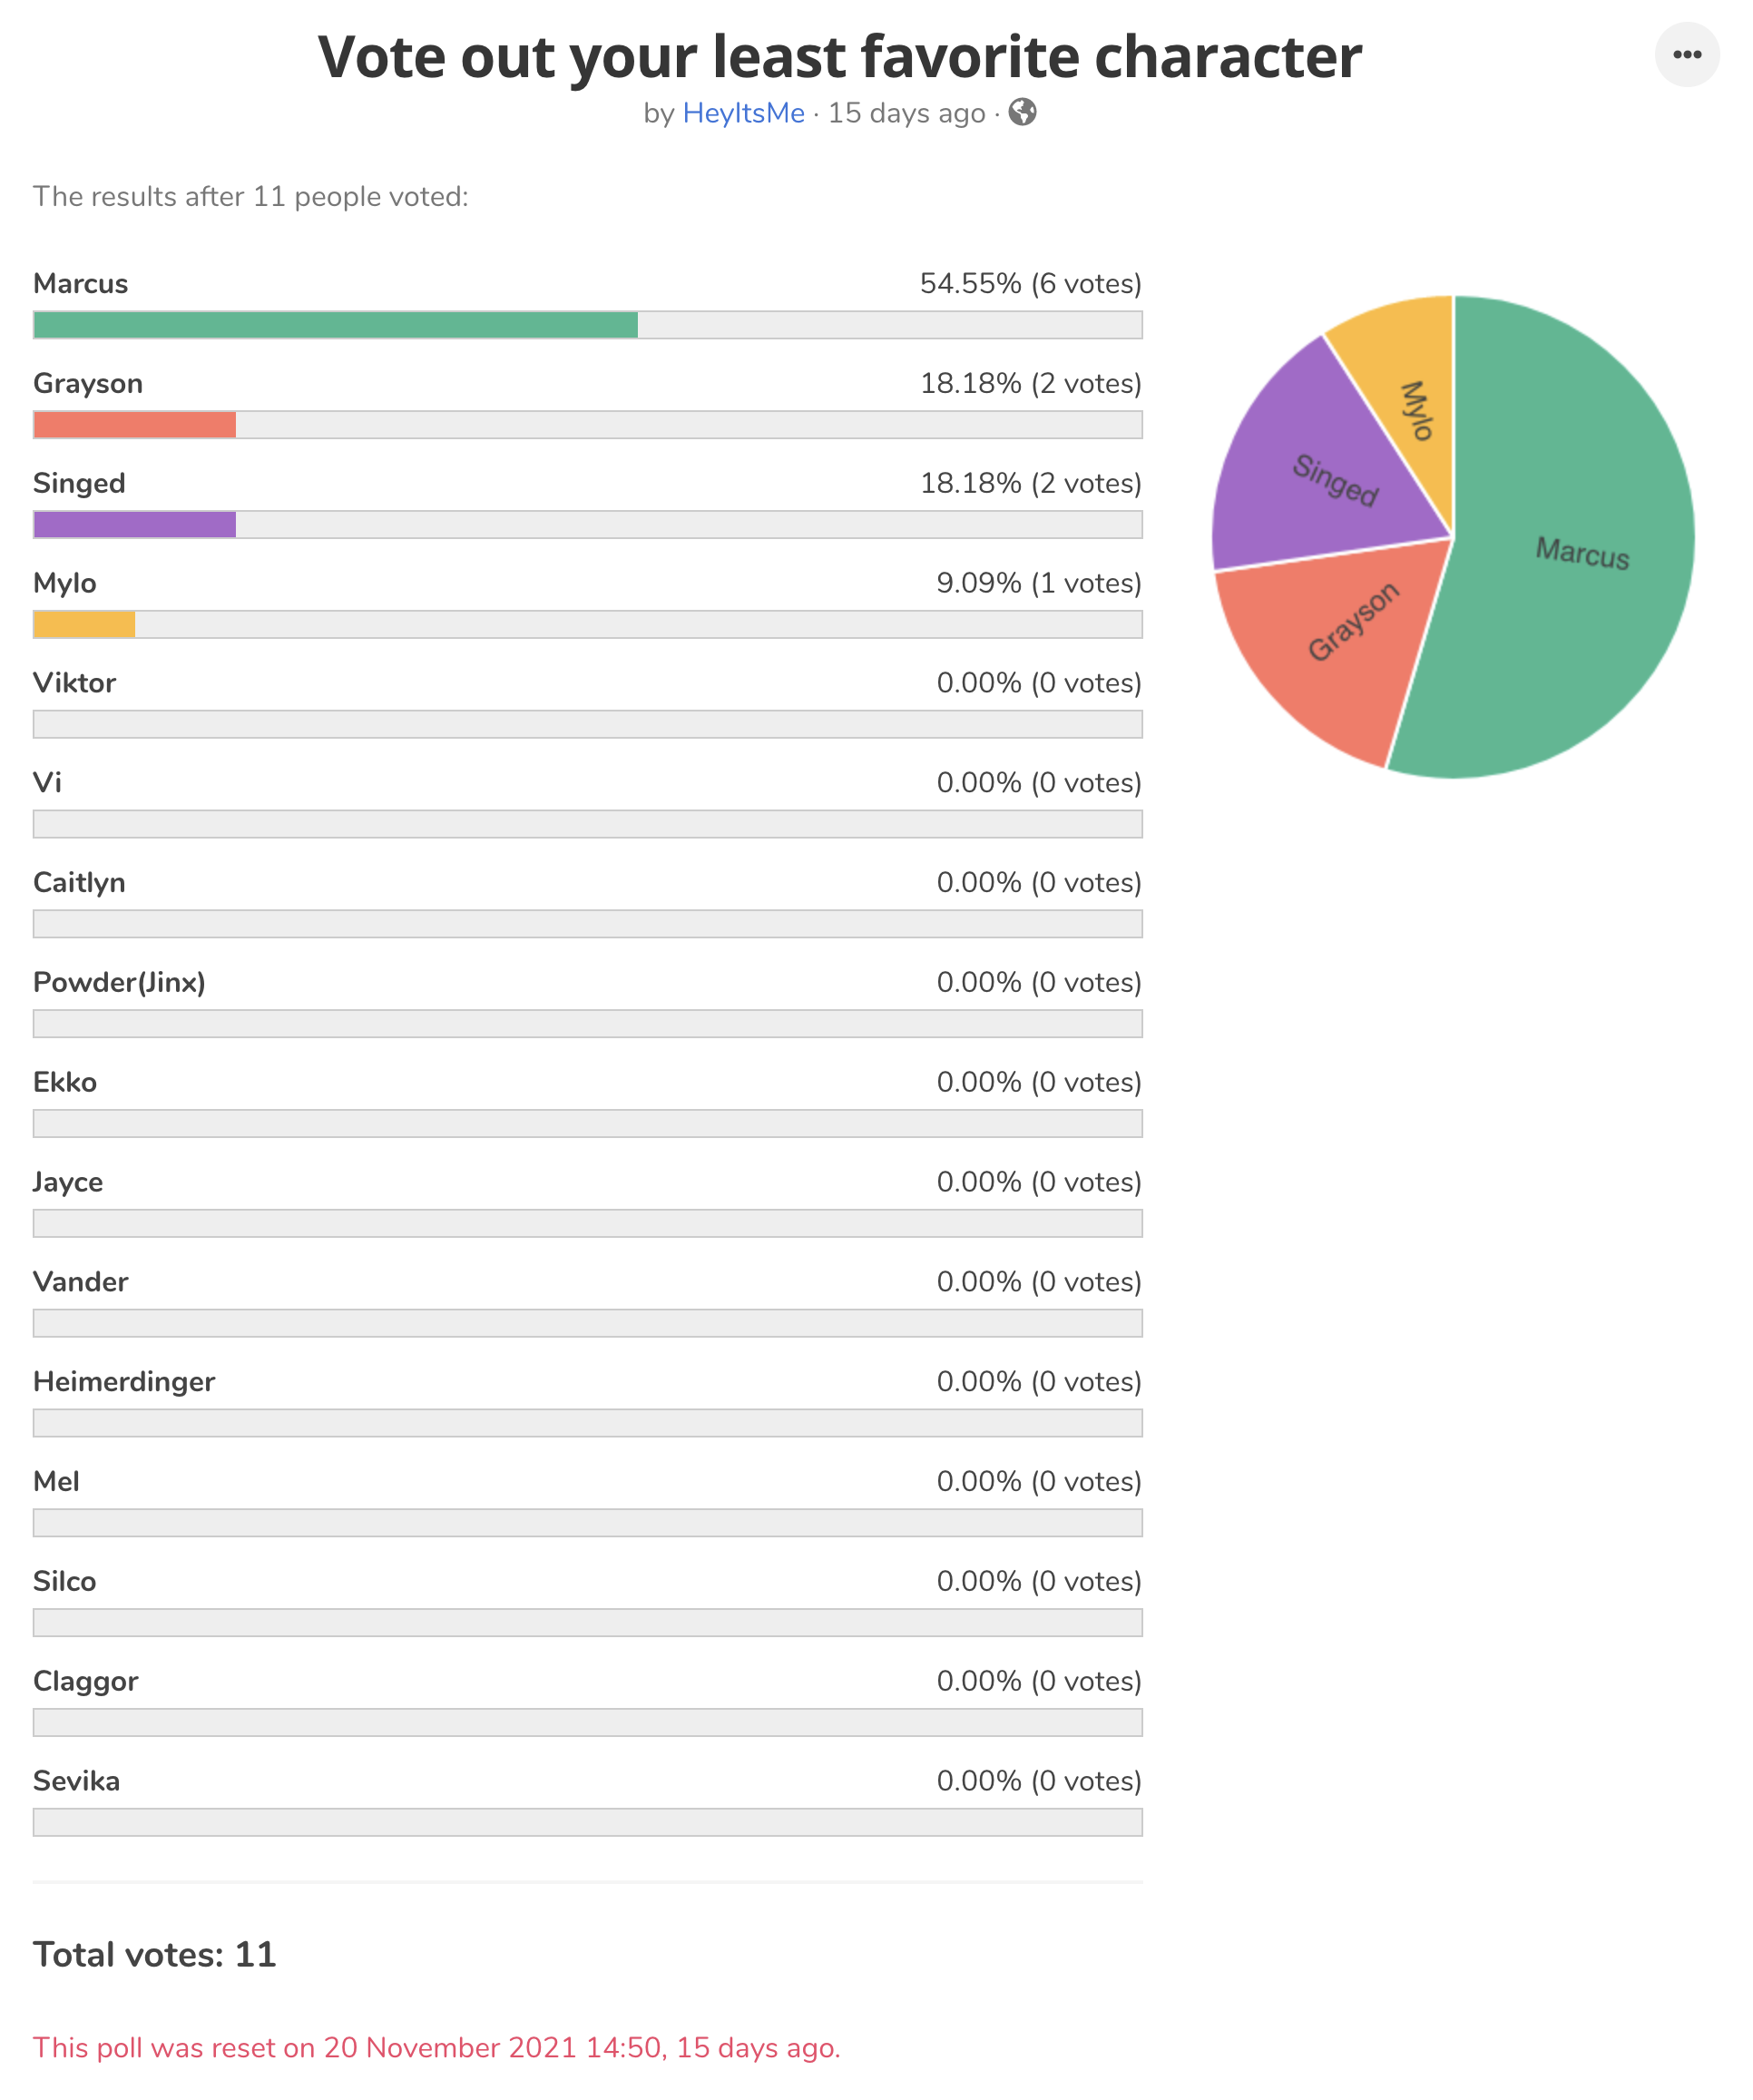 Vote out your least favorite character
by HeyItsMe · 15 days ago ·
The results after 11 people voted:
Marcus 54.55% (6 votes)
Grayson 18.18% (2 votes)
Singed 18.18% (2 votes)
Mylo 9.09% (1 votes)
Viktor 0.00% (0 votes)
Vi 0.00% (0 votes)
Caitlyn 0.00% (0 votes)
Powder(Jinx) 0.00% (0 votes)
Ekko 0.00% (0 votes)
Jayce 0.00% (0 votes)
Vander 0.00% (0 votes)
Heimerdinger 0.00% (0 votes)
Mel 0.00% (0 votes)
Silco 0.00% (0 votes)
Claggor 0.00% (0 votes)
Sevika 0.00% (0 votes)
Mylo
Singed
Marcus
Grayson
Total votes: 11
This poll was reset on 20 November 2021 14:50, 15 days ago.